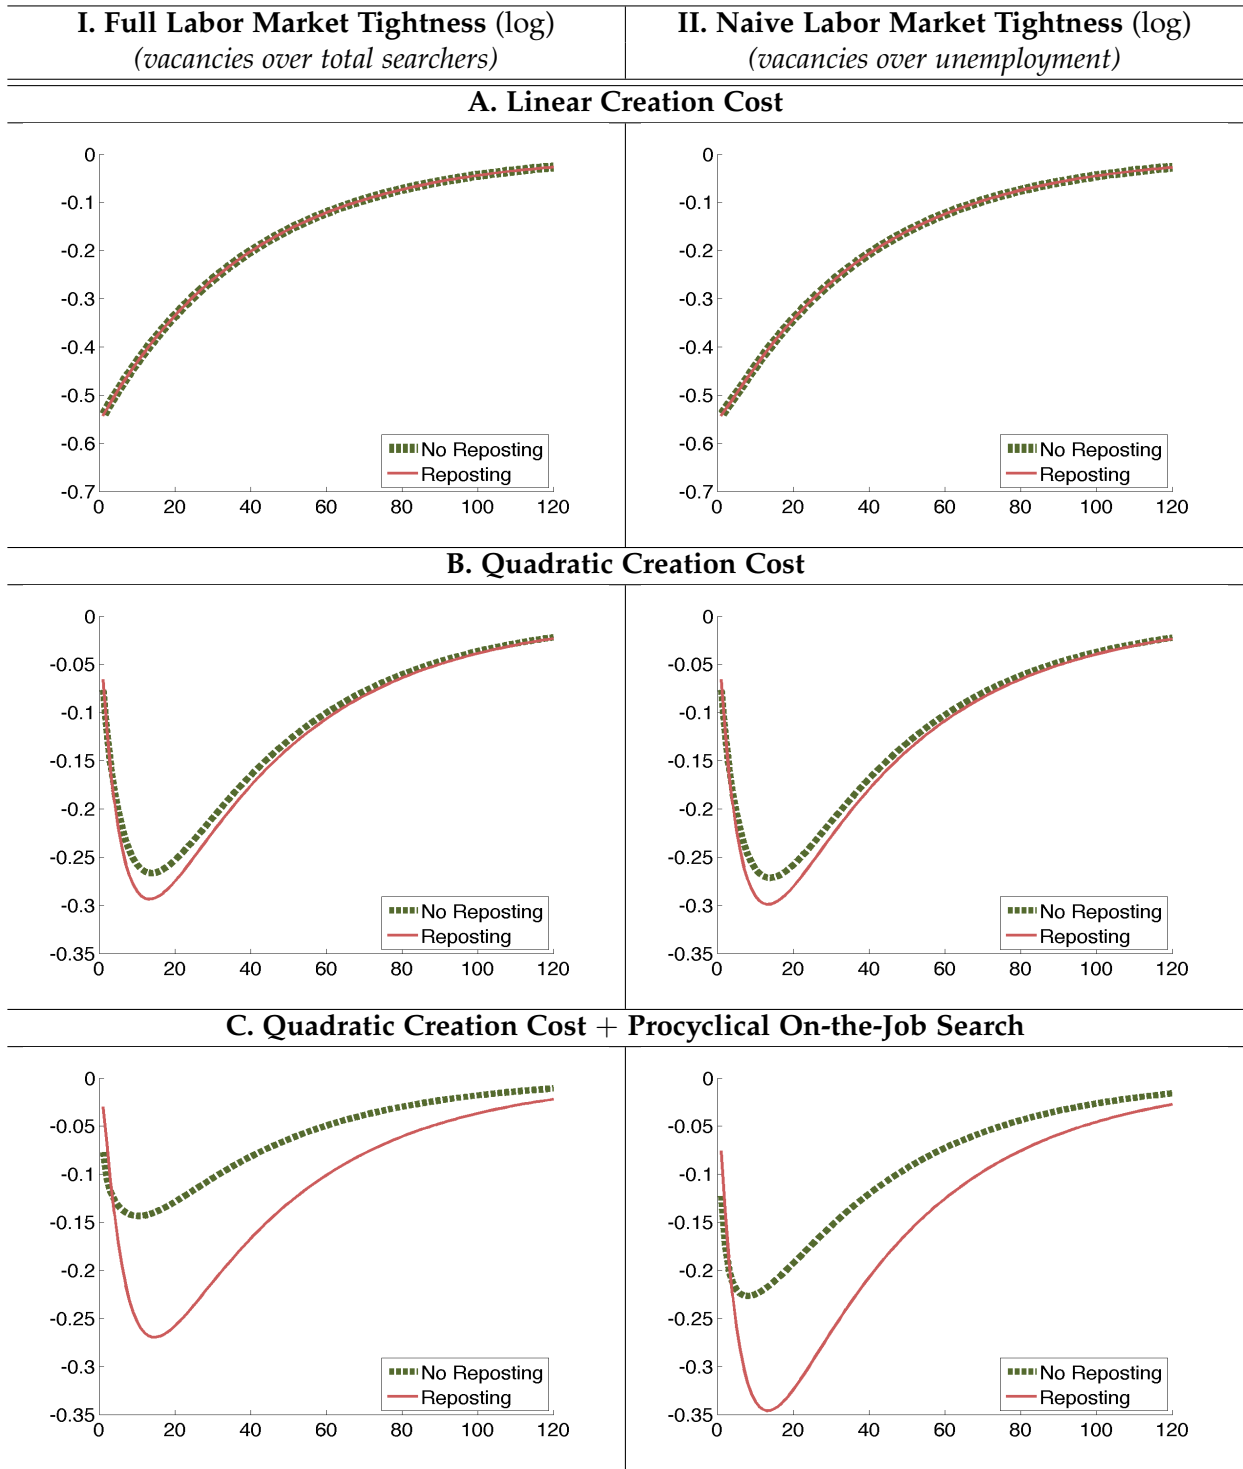 I. Full Labor Market Tightness (log)
(vacancies over total searchers)
II. Naive Labor Market Tightness (log)
(vacancies over unemployment)
A. Linear Creation Cost
0
-0.1
-0.2
-0.3
-0.4
-0.5
-0.6
-0.7
0 20 40 60 80 100 120
No Reposting
Reposting
0
-0.1
-0.2
-0.3
-0.4
-0.5
-0.6
-0.7
0 20 40 60 80 100 120
No Reposting
Reposting
B. Quadratic Creation Cost
0
-0.05
-0.1
-0.15
-0.2
-0.25
-0.3
-0.35
0 20 40 60 80 100 120
No Reposting
Reposting
0
-0.05
-0.1
-0.15
-0.2
-0.25
-0.3
-0.35
0 20 40 60 80 100 120
No Reposting
Reposting
C. Quadratic Creation Cost + Procyclical On-the-Job Search
0
-0.05
-0.1
-0.15
-0.2
-0.25
-0.3
-0.35
0 20 40 60 80 100 120
No Reposting
Reposting
0
-0.05
-0.1
-0.15
-0.2
-0.25
-0.3
-0.35
0 20 40 60 80 100 120
No Reposting
Reposting